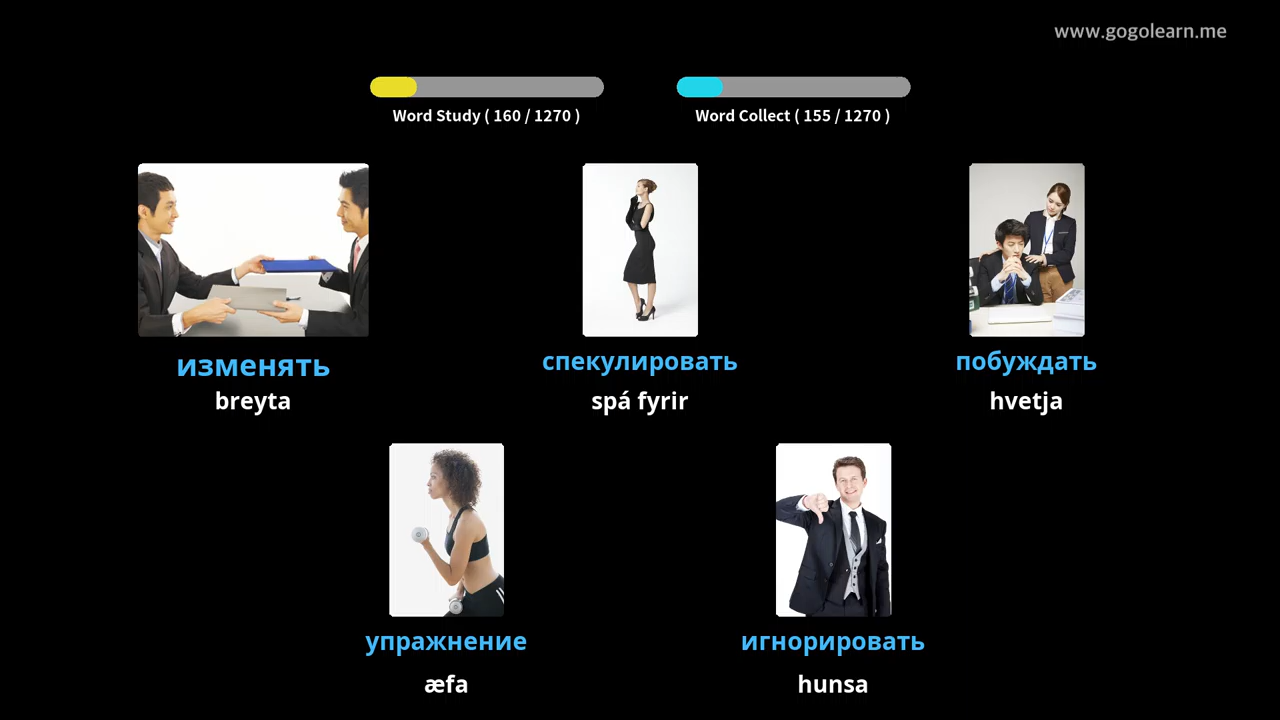 www.gogolearn.me
Word Study ( 160 / 1270 )
Word Collect ( 155 / 1270 )
изменять
breyta
спекулировать
spá fyrir
побуждать
hvetja
упражнение
æfa
игнорировать
hunsa